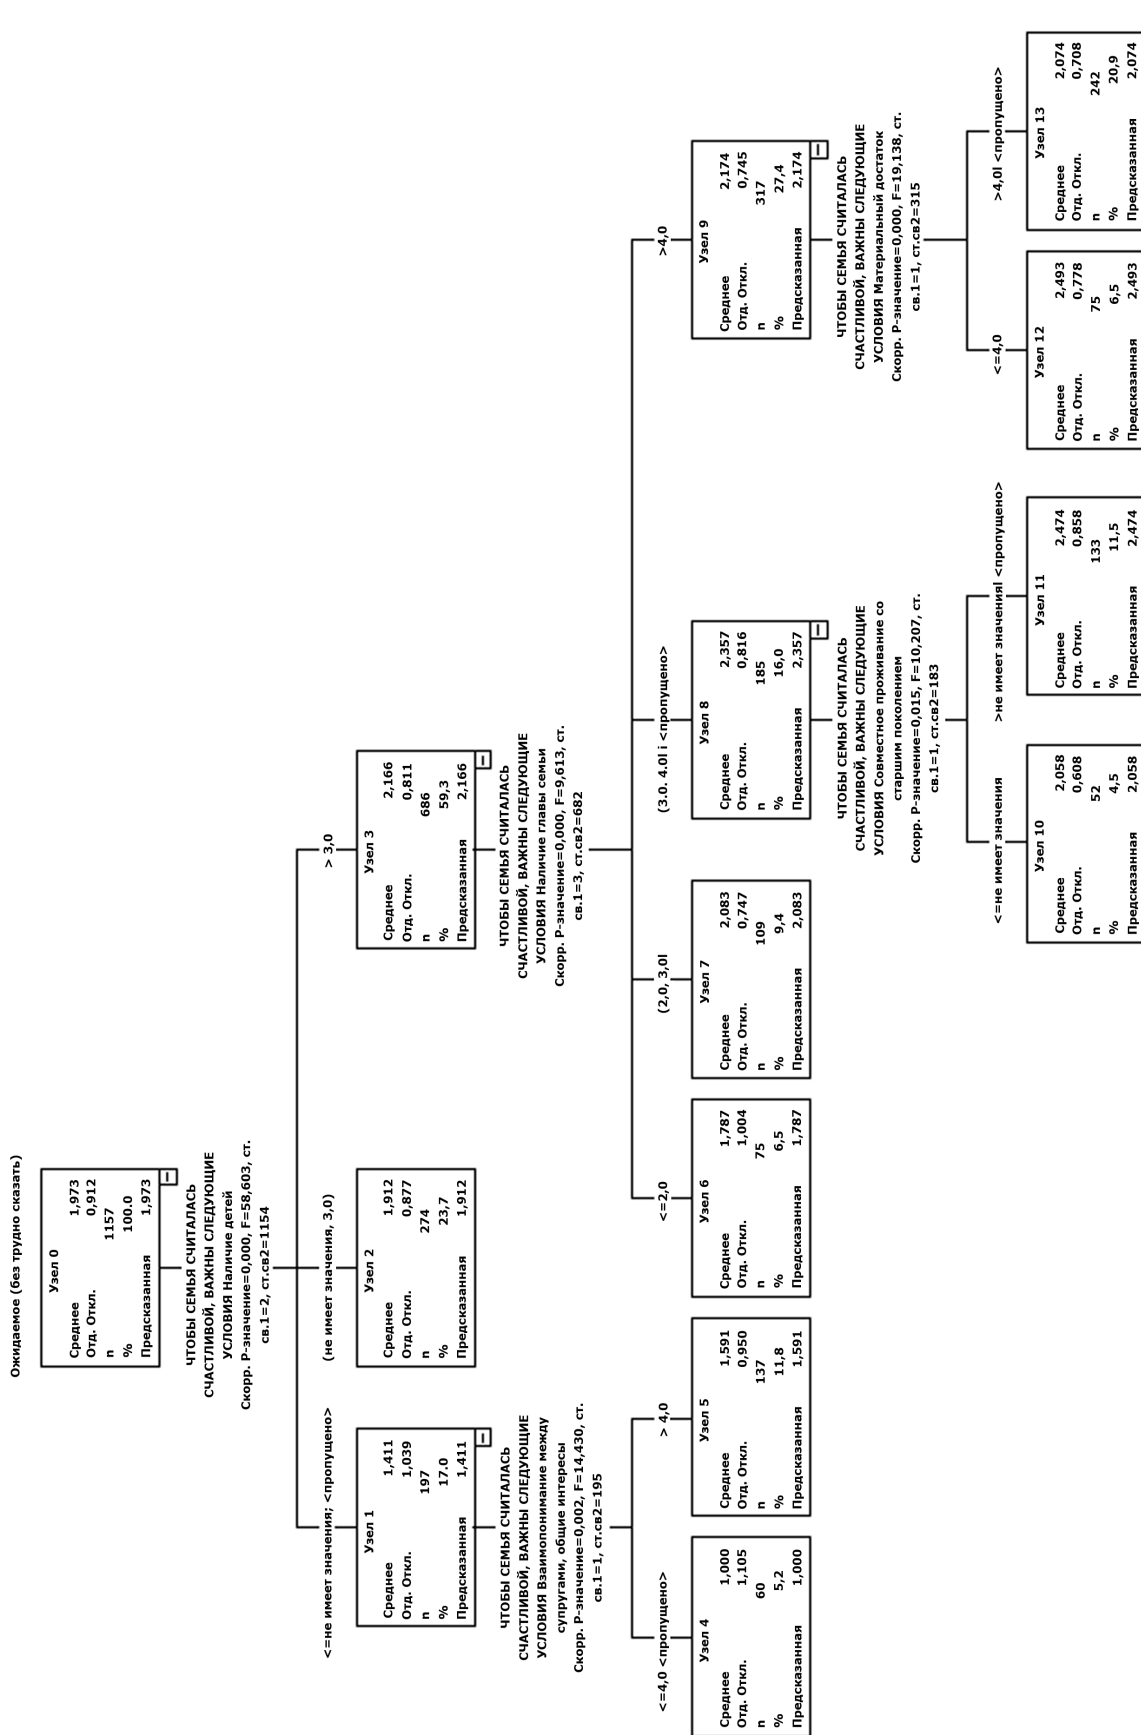 Ожидаемое (без трудно сказать)
Узел 0
Среднее 1,973
Отд. Откл. 0,912
n 1157
% 100.0
Предсказанная 1,973
ЧТОБЫ СЕМЬЯ СЧИТАЛАСЬ
СЧАСТЛИВОЙ, ВАЖНЫ СЛЕДУЮЩИЕ
УСЛОВИЯ Наличие детей
Скорр. Р-значение=0,000, F=58,603, ст.
св.1=2, ст.св2=1154
<=не имеет значения; <пропущено>
(не имеет значения, 3,0)
> 3,0
Узел 1
Среднее 1,411
Отд. Откл. 1,039
n 197
% 17.0
Предсказанная 1,411
Узел 2
Среднее 1,912
Отд. Откл. 0,877
n 274
% 23,7
Предсказанная 1,912
Узел 3
Среднее 2,166
Отд. Откл. 0,811
n 686
% 59,3
Предсказанная 2,166
ЧТОБЫ СЕМЬЯ СЧИТАЛАСЬ
СЧАСТЛИВОЙ, ВАЖНЫ СЛЕДУЮЩИЕ
УСЛОВИЯ Взаимопонимание между
супругами, общие интересы
Скорр. Р-значение=0,002, F=14,430, ст.
св.1=1, ст.св2=195
ЧТОБЫ СЕМЬЯ СЧИТАЛАСЬ
СЧАСТЛИВОЙ, ВАЖНЫ СЛЕДУЮЩИЕ
УСЛОВИЯ Наличие главы семьи
Скорр. Р-значение=0,000, F=9,613, ст.
св.1=3, ст.св2=682
<=4,0 <пропущено>
> 4,0
<=2,0
(2,0, 3,0l
(3.0. 4.0l i <пропущено>
>4,0
Узел 4
Среднее 1,000
Отд. Откл. 1,105
n 60
% 5,2
Предсказанная 1,000
Узел 5
Среднее 1,591
Отд. Откл. 0,950
n 137
% 11,8
Предсказанная 1,591
Узел 6
Среднее 1,787
Отд. Откл. 1,004
n 75
% 6,5
Предсказанная 1,787
Узел 7
Среднее 2,083
Отд. Откл. 0,747
n 109
% 9,4
Предсказанная 2,083
Узел 8
Среднее 2,357
Отд. Откл. 0,816
n 185
% 16,0
Предсказанная 2,357
Узел 9
Среднее 2,174
Отд. Откл. 0,745
n 317
% 27,4
Предсказанная 2,174
ЧТОБЫ СЕМЬЯ СЧИТАЛАСЬ
СЧАСТЛИВОЙ, ВАЖНЫ СЛЕДУЮЩИЕ
УСЛОВИЯ Совместное проживание со
старшим поколением
Скорр. Р-значение=0,015, F=10,207, ст.
св.1=1, ст.св2=183
ЧТОБЫ СЕМЬЯ СЧИТАЛАСЬ
СЧАСТЛИВОЙ, ВАЖНЫ СЛЕДУЮЩИЕ
УСЛОВИЯ Материальный достаток
Скорр. Р-значение=0,000, F=19,138, ст.
св.1=1, ст.св2=315
<=не имеет значения
>не имеет значенияl <пропущено>
<=4,0
>4,0l <пропущено>
Узел 10
Среднее 2,058
Отд. Откл. 0,608
n 52
% 4,5
Предсказанная 2,058
Узел 11
Среднее 2,474
Отд. Откл. 0,858
n 133
% 11,5
Предсказанная 2,474
Узел 12
Среднее 2,493
Отд. Откл. 0,778
n 75
% 6,5
Предсказанная 2,493
Узел 13
Среднее 2,074
Отд. Откл. 0,708
n 242
% 20,9
Предсказанная 2,074